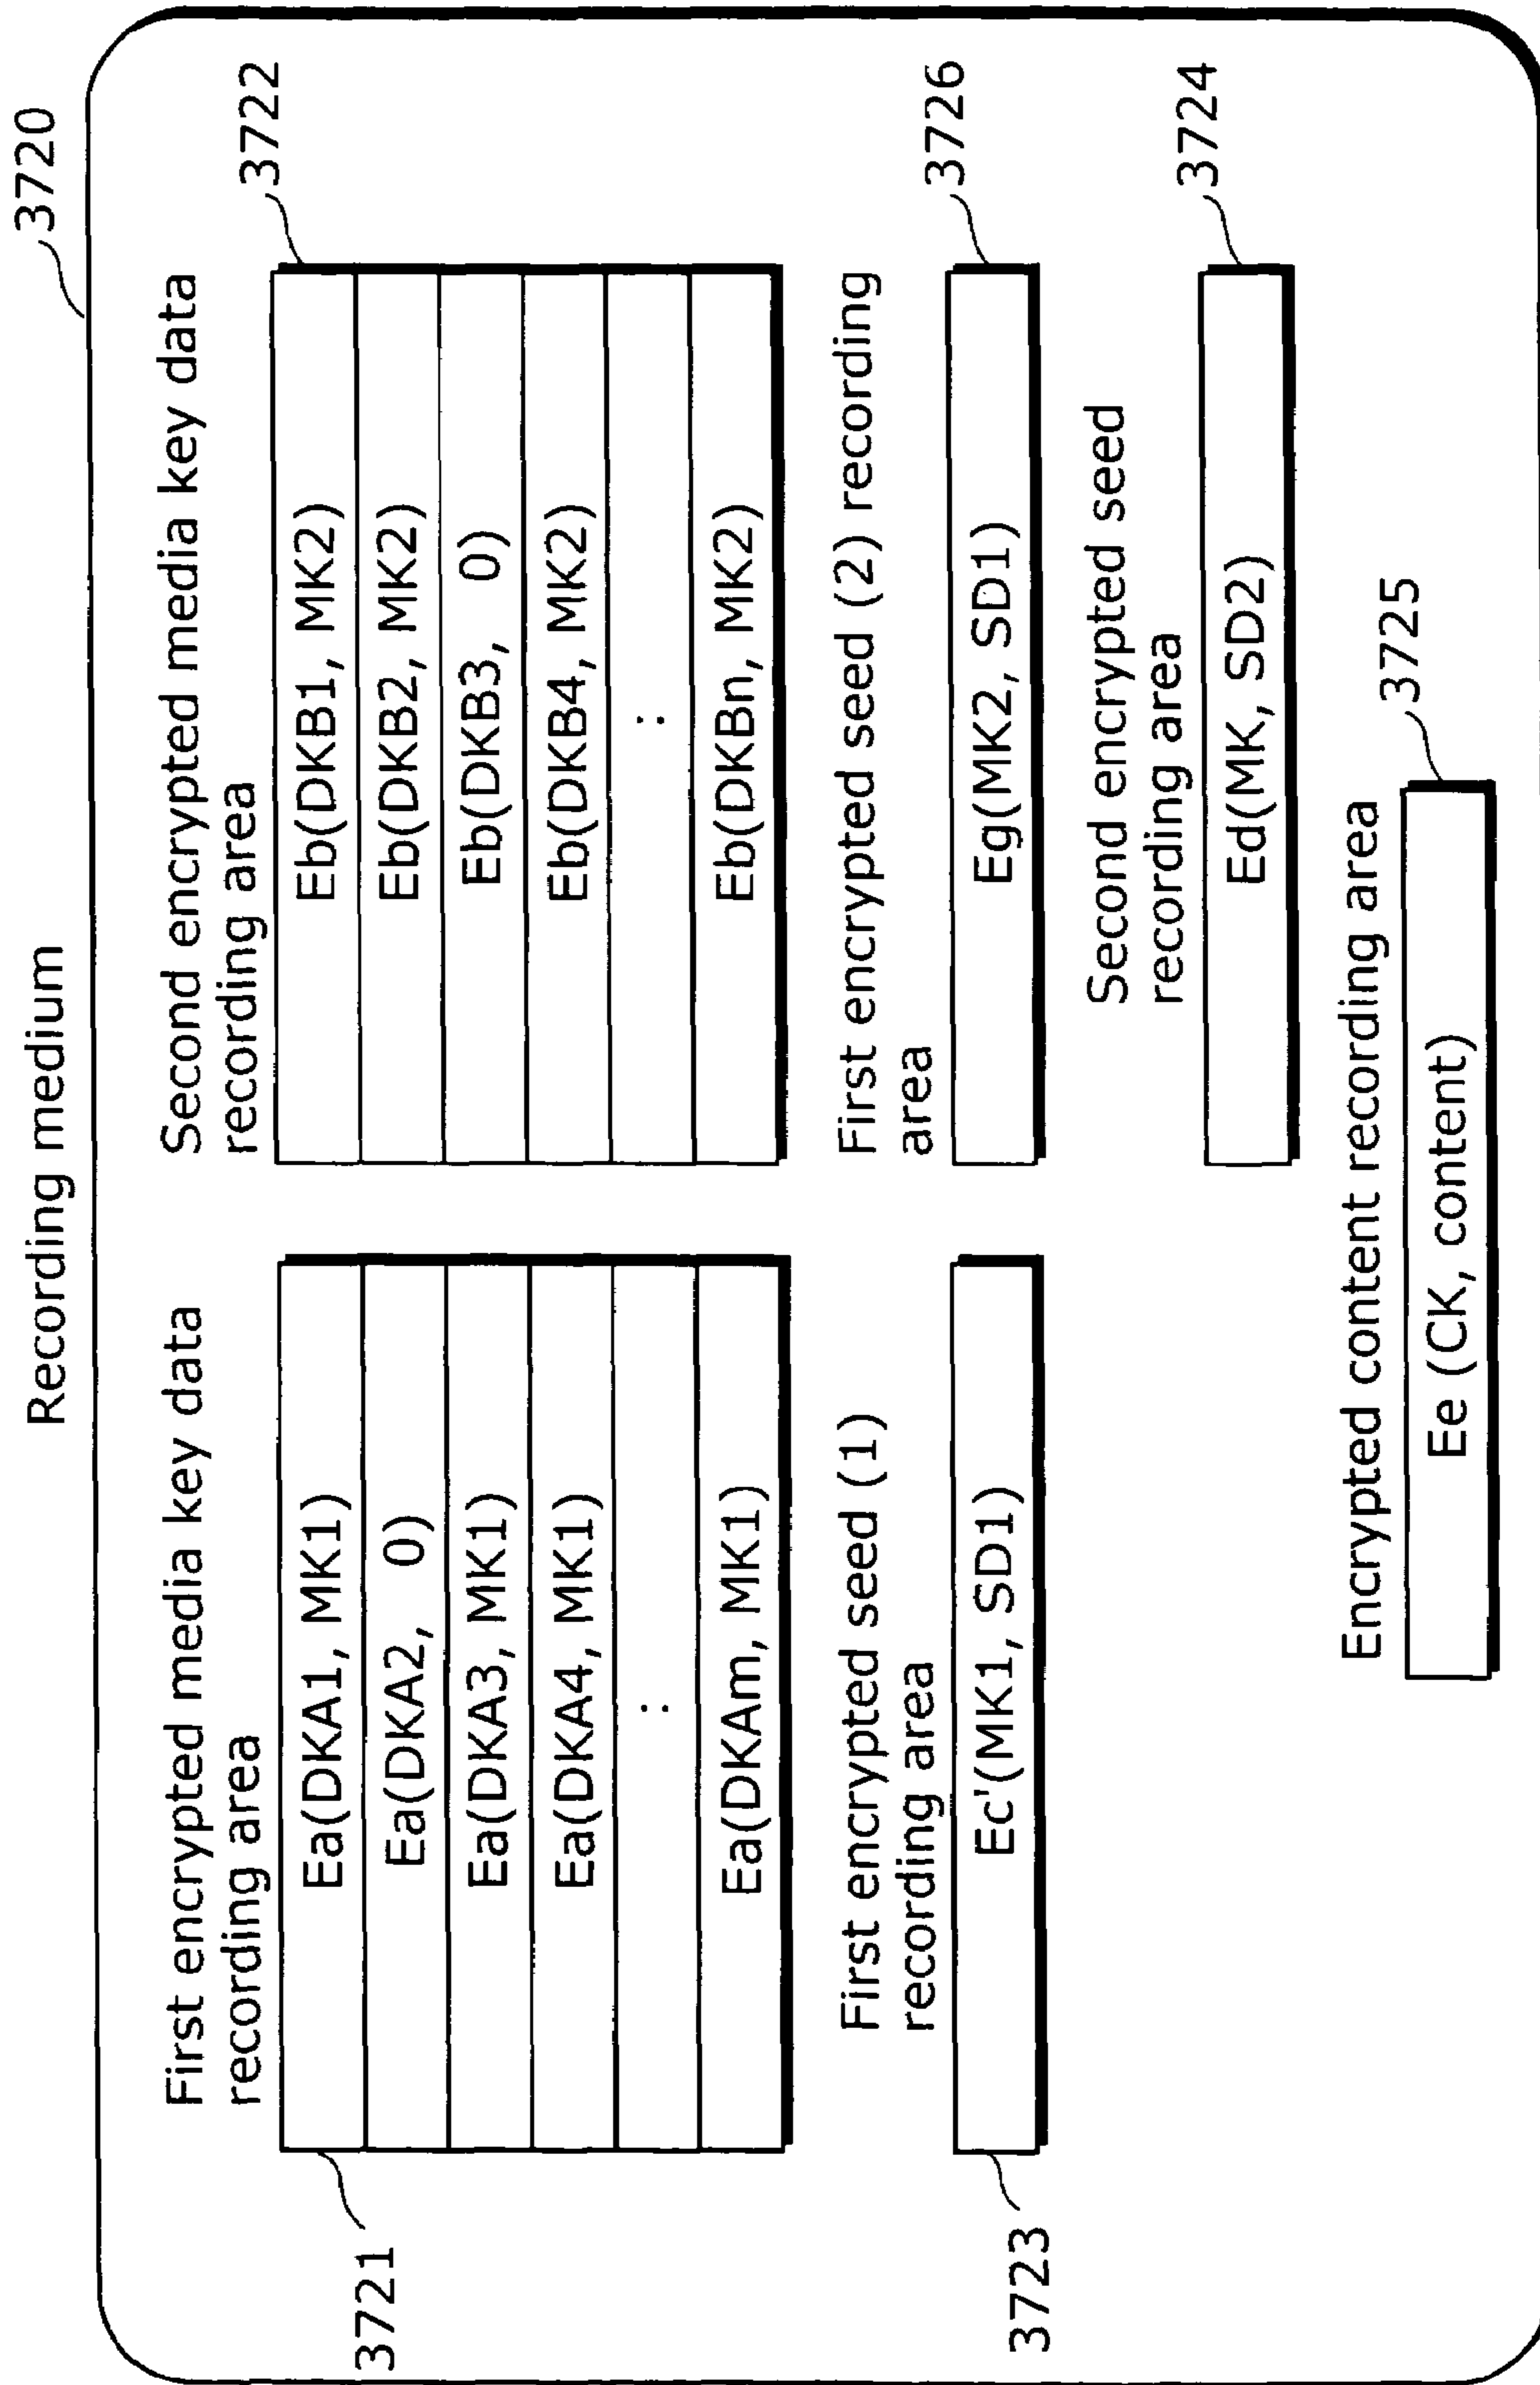 Recording medium
3720
First encrypted media key data
recording area
3721
Ea(DKA1, MK1)
Ea(DKA2, 0)
Ea(DKA3, MK1)
Ea(DKA4, MK1)
:
Ea(DKAm, MK1)
Second encrypted media key data
recording area
3722
Eb(DKB1, MK2)
Eb(DKB2, MK2)
Eb(DKB3, 0)
Eb(DKB4, MK2)
:
Eb(DKBn, MK2)
First encrypted seed (1)
recording area
3723
Ec'(MK1, SD1)
First encrypted seed (2) recording
area
3726
Eg(MK2, SD1)
Second encrypted seed
recording area
3724
Ed(MK, SD2)
Encrypted content recording area
3725
Ee (CK, content)